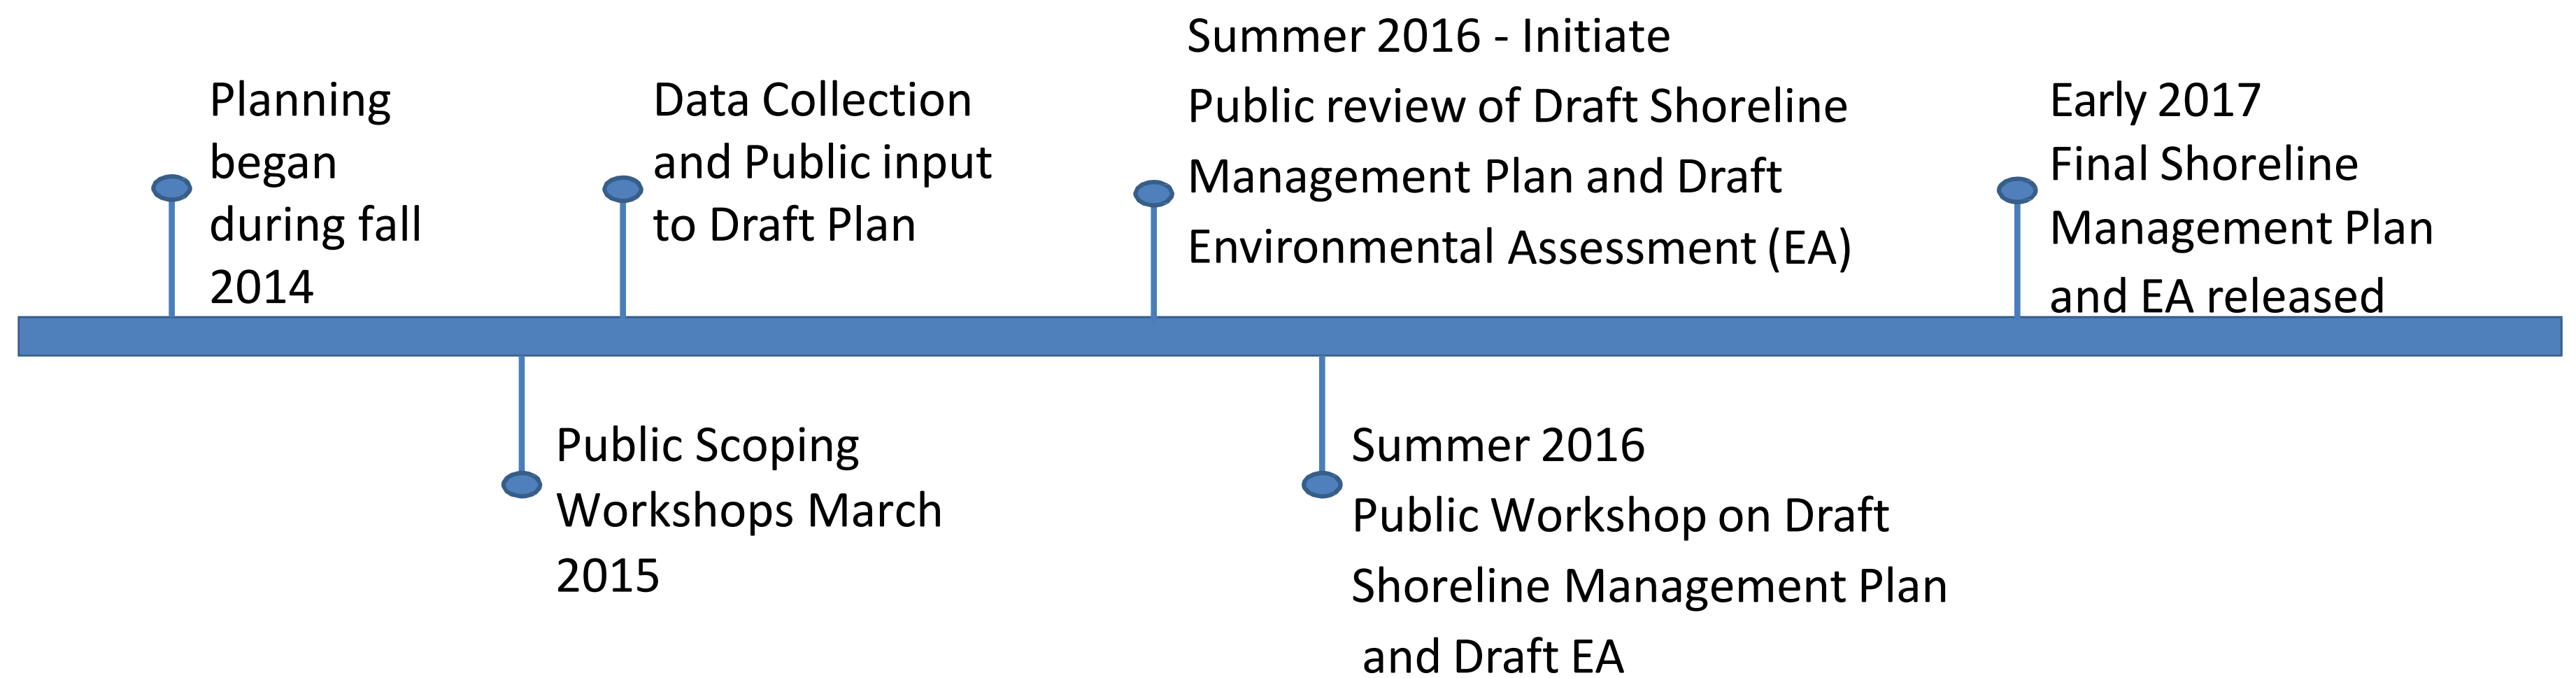 Planning
began
during fall
2014
Data Collection
and Public input
to Draft Plan
Summer 2016 - Initiate
Public review of Draft Shoreline
Management Plan and Draft
Environmental Assessment (EA)
Early 2017
Final Shoreline
Management Plan
and EA released
Public Scoping
Workshops March
2015
Summer 2016
Public Workshop on Draft
Shoreline Management Plan
and Draft EA